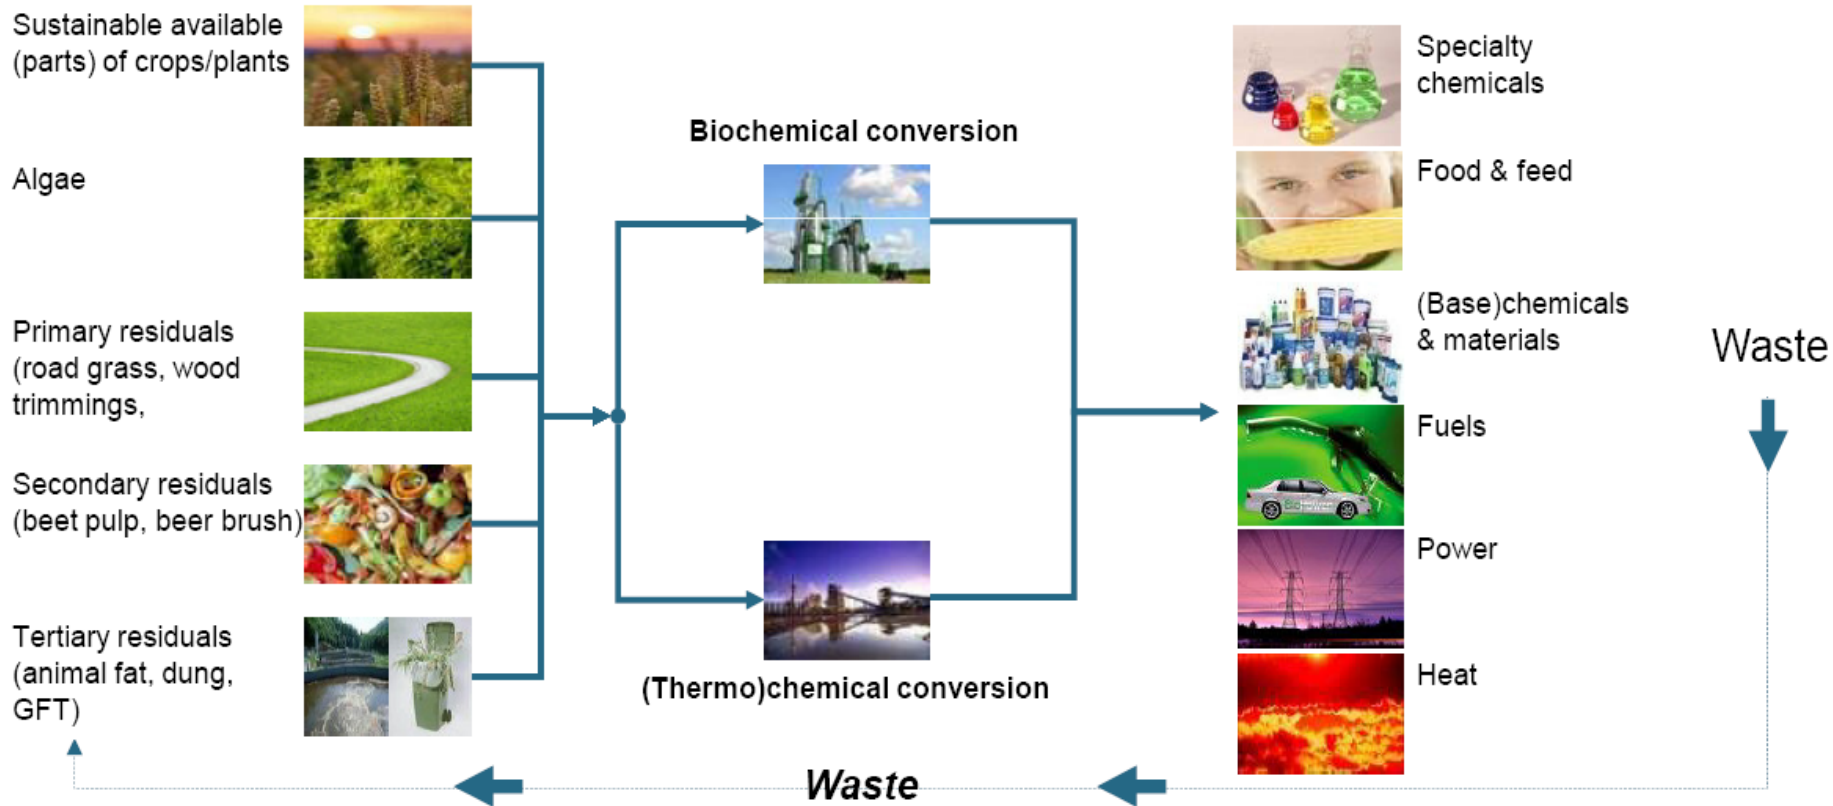 Sustainable available
(parts) of crops/plants
Algae
Primary residuals
(road grass, wood
trimmings,
Secondary residuals
(beet pulp, beer brush)
Tertiary residuals
(animal fat, dung,
GFT)
Biochemical conversion
(Thermo)chemical conversion
Specialty
chemicals
Food & feed
(Base)chemicals
& materials
Fuels
Power
Heat
Waste
Waste